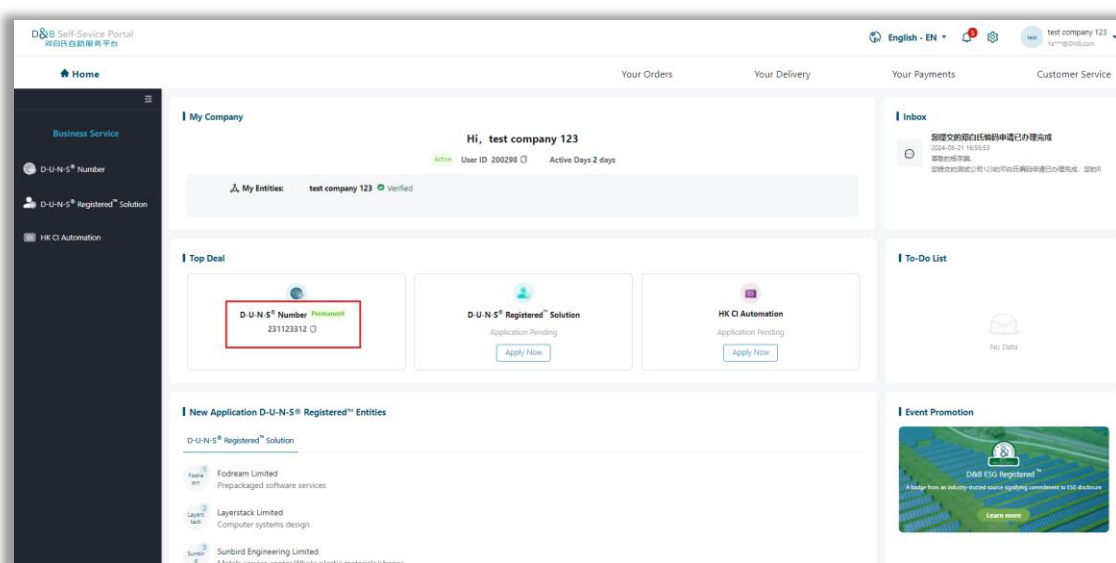 D&B Self-Sevice Portal
邓白氏自助服务平台
English - EN
5
test
test company 123
Home
Your Orders
Your Delivery
Your Payments
Customer Service
Business Service
D-U-N-S® Number
D-U-N-S® Registered™ Solution
HK CI Automation
My Company
Hi, test company 123
Active User ID 200298 Active Days 2 days
My Entities: test company 123 Verified
Inbox
您提交的邓白氏编码申请已办理完成
2024-05-21 16:55:53
Top Deal
D-U-N-S® Number Permanent
231123312
D-U-N-S® Registered™ Solution
Application Pending
Apply Now
HK CI Automation
Application Pending
Apply Now
To-Do List
No Data
New Application D-U-N-S® Registered™ Entities
D-U-N-S® Registered™ Solution
1
Fodream Limited
Prepackaged software services
2
Layerstack Limited
Computer systems design
3
Sunbird Engineering Limited
Event Promotion
D&B ESG Registered™
A badge from an industry-trusted source signifying commitment to ESG disclosure
Learn more